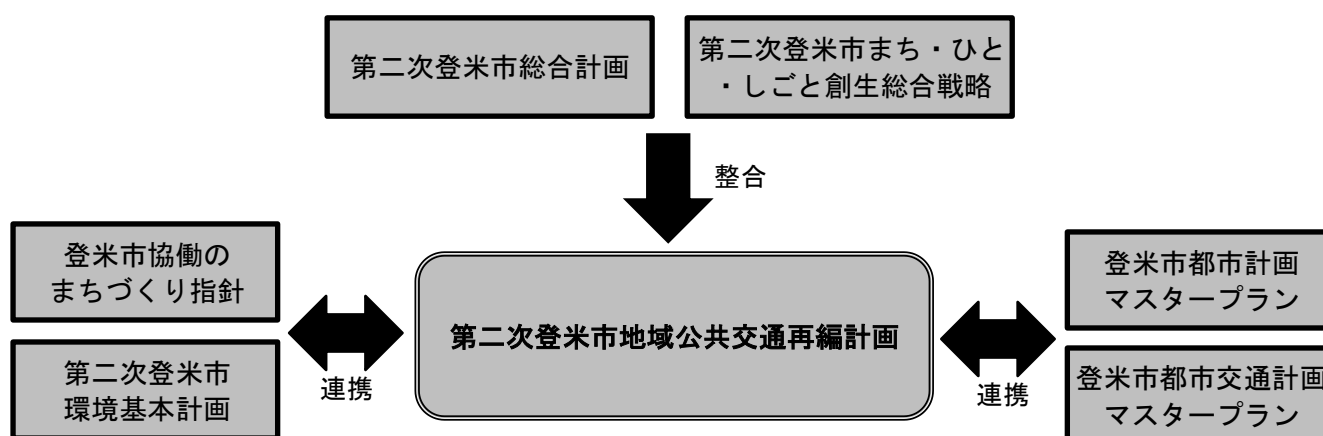 第二次登米市総合計画
第二次登米市まち・ひと
・しごと創生総合戦略
整合
登米市協働の
まちづくり指針
第二次登米市
環境基本計画
連携
第二次登米市地域公共交通再編計画
連携
登米市都市計画
マスタープラン
登米市都市交通計画
マスタープラン